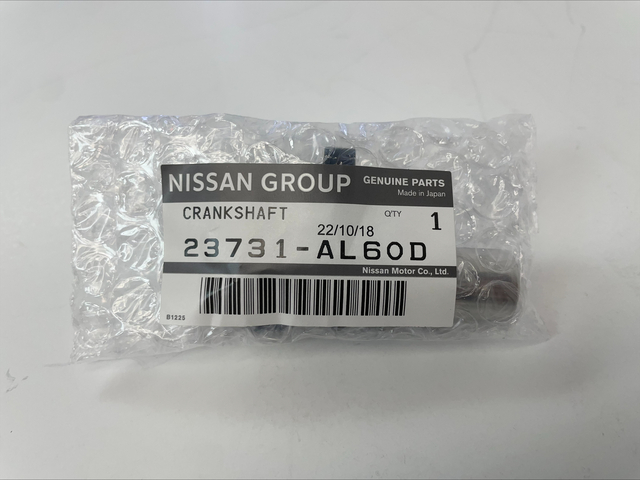 NISSAN GROUP GENUINE PARTS
Made in Japan
CRANKSHAFT Q'TY 1
22/10/18
23731-AL60D
Nissan Motor Co., Ltd.
B1225